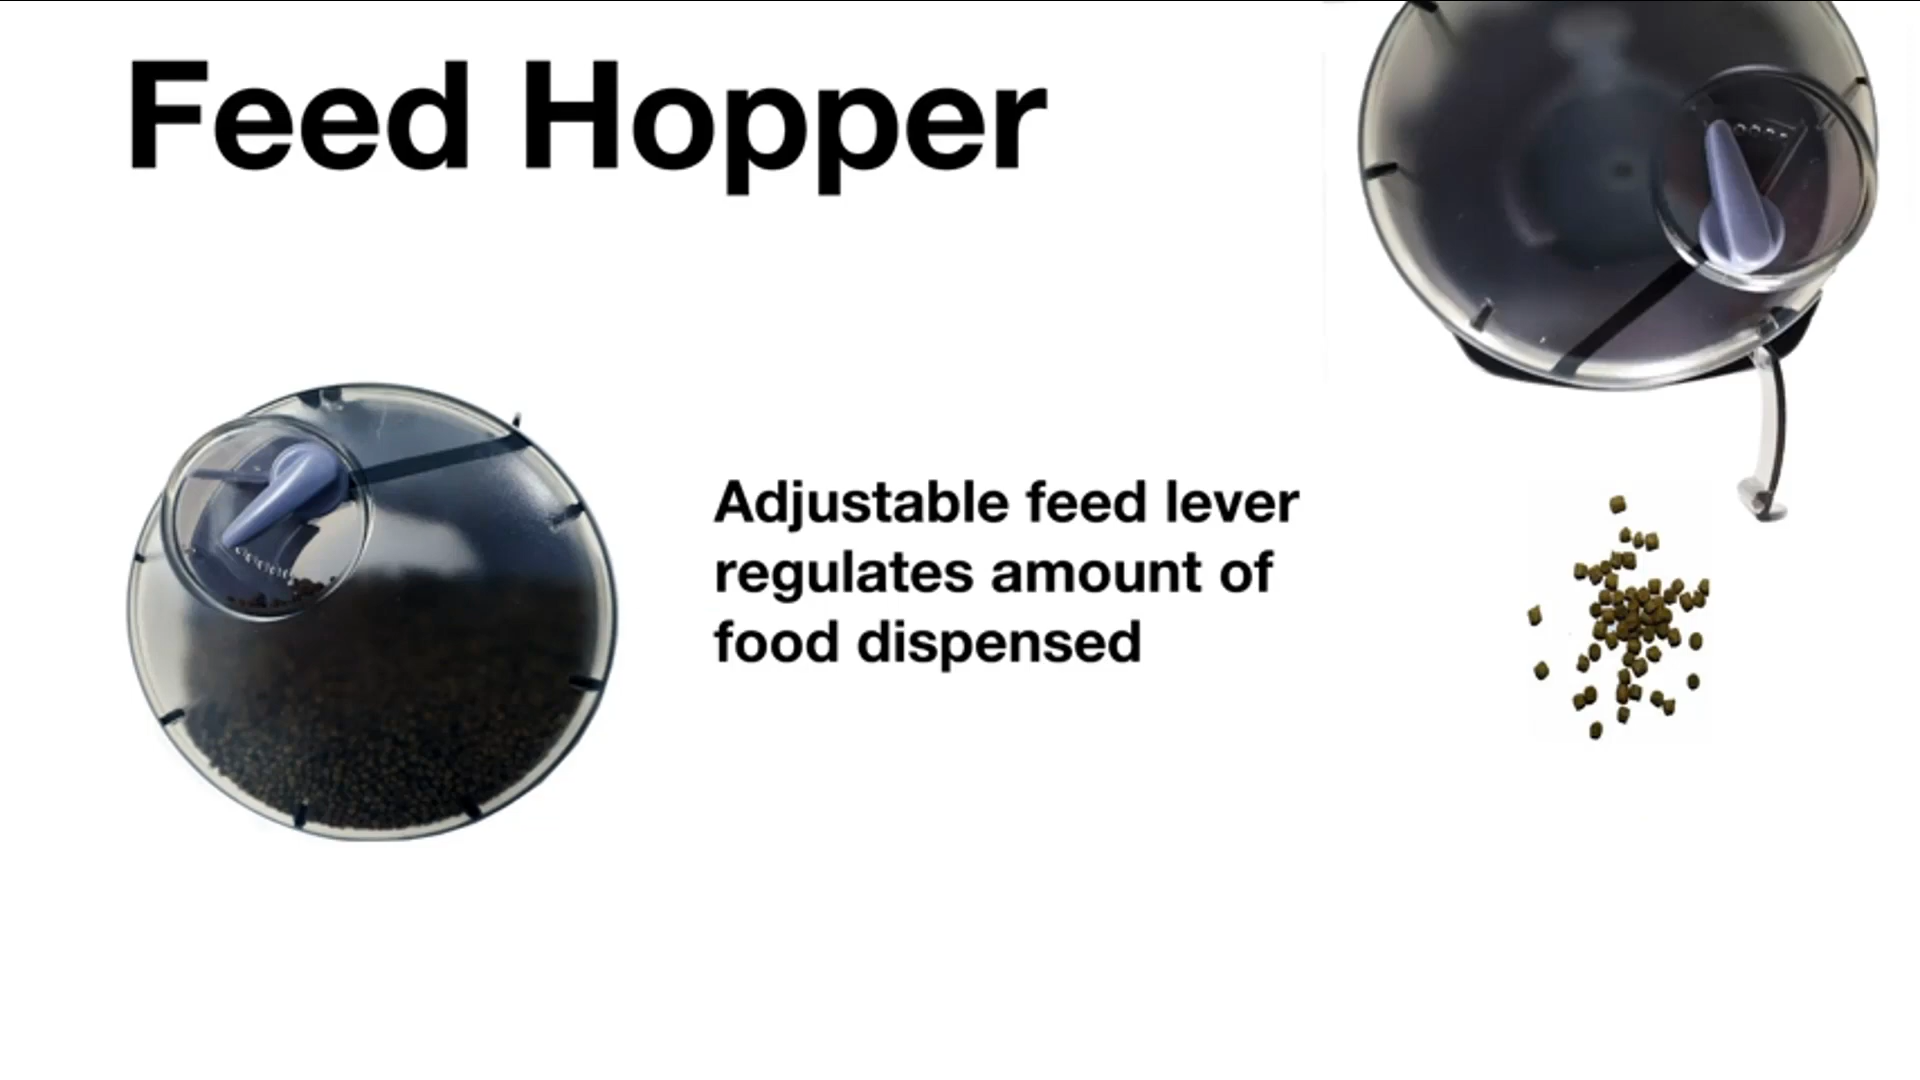 Feed Hopper
Adjustable feed lever
regulates amount of
food dispensed